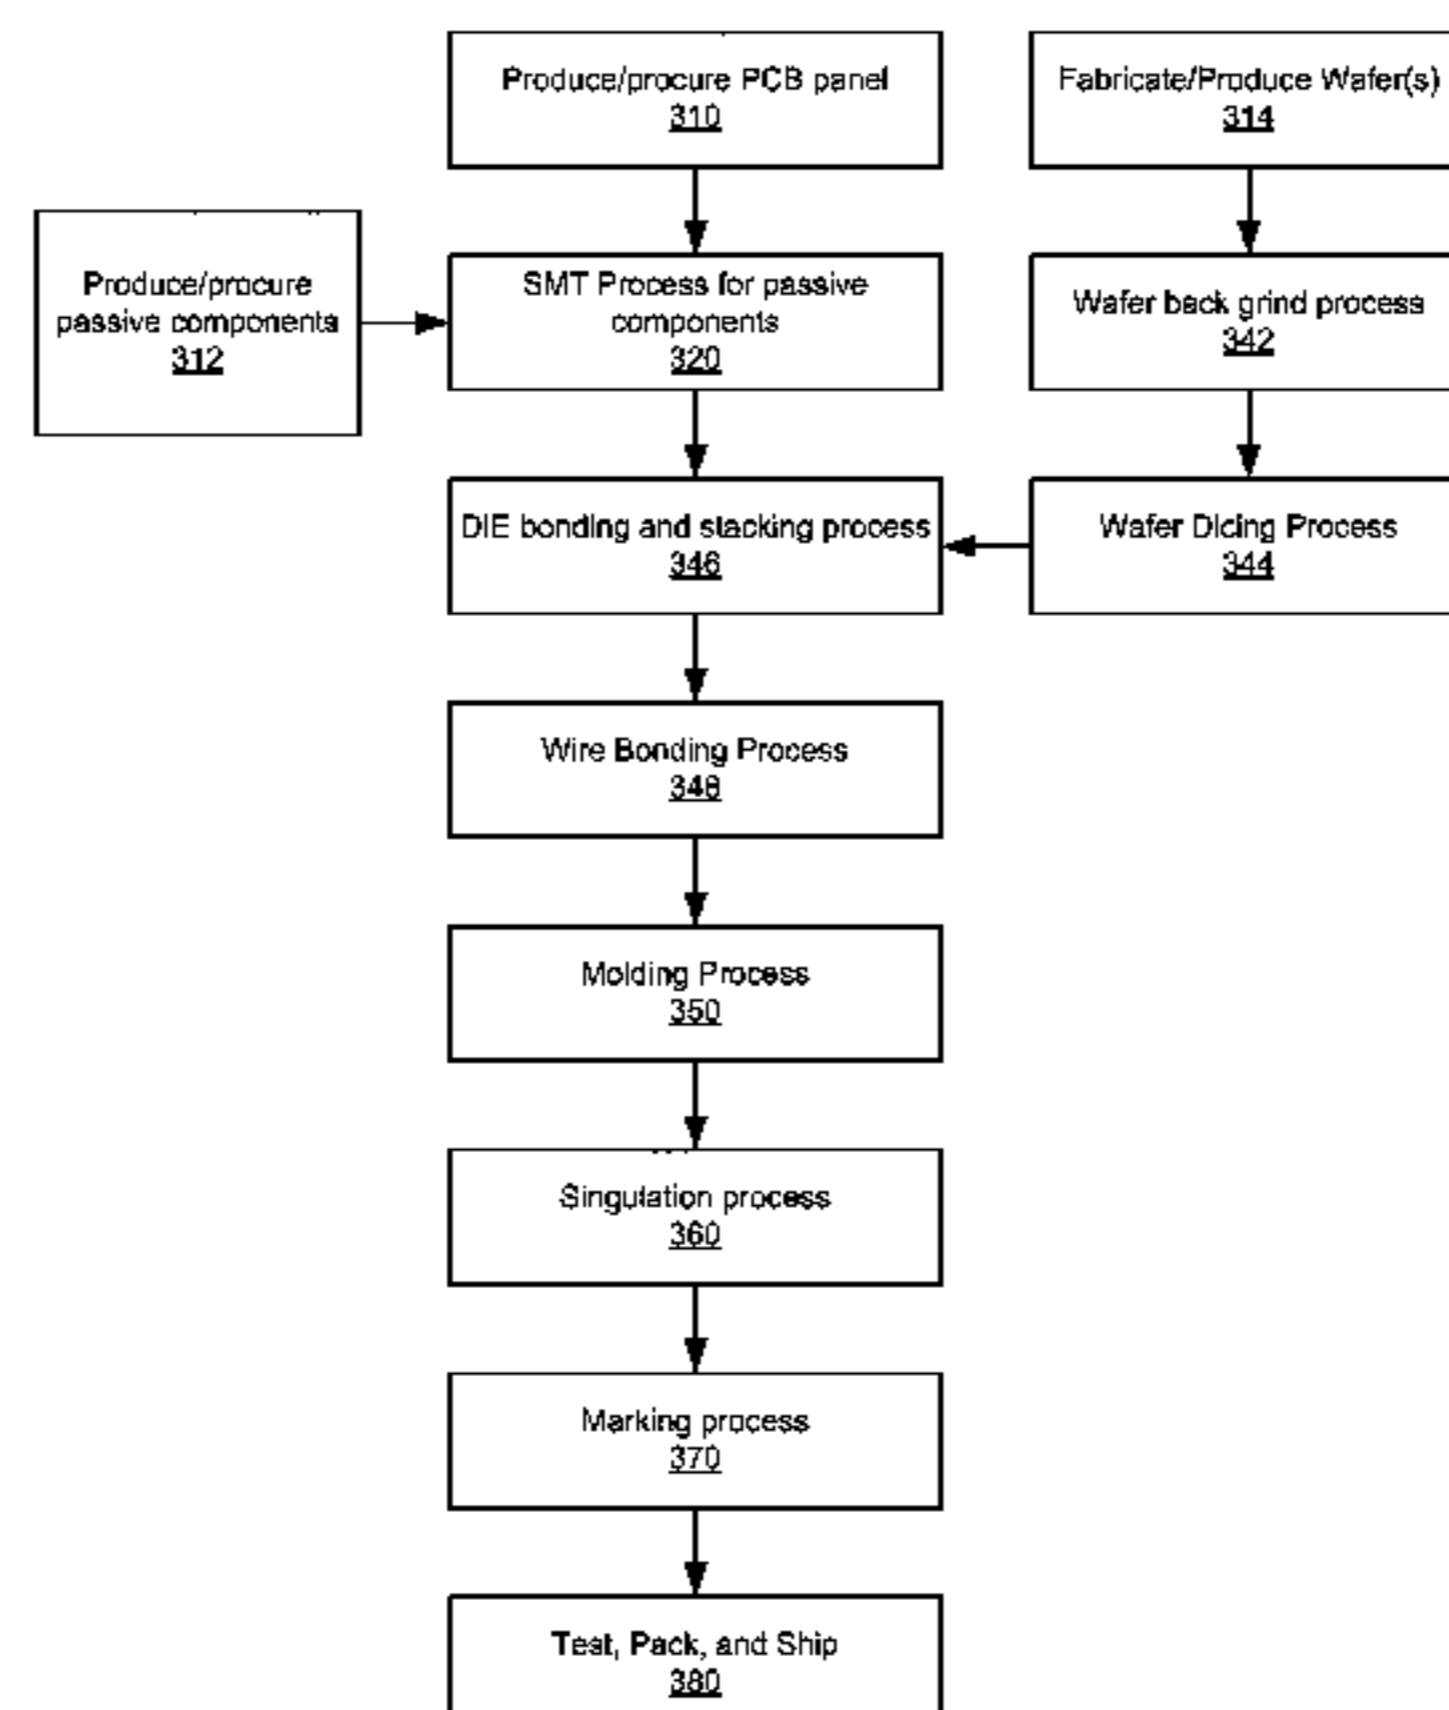 Produce/procure PCB panel
310
Fabricate/Produce Wafer(s)
314
Produce/procure
passive components
312
SMT Process for passive
components
320
Wafer back grind process
342
DIE bonding and stacking process
346
Wafer Dicing Process
344
Wire Bonding Process
348
Molding Process
350
Singulation process
360
Marking process
370
Test, Pack, and Ship
380